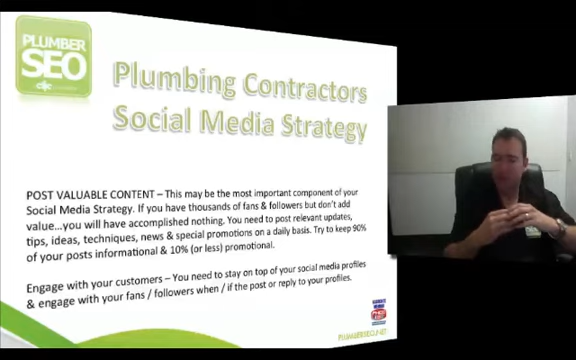 PLUMBER
SEO
Plumbing Contractors
Social Media Strategy
POST VALUABLE CONTENT – This may be the most important component of your
Social Media Strategy. If you have thousands of fans & followers but don't add
value…you will have accomplished nothing. You need to post relevant updates,
tips, ideas, techniques, news & special promotions on a daily basis. Try to keep 90%
of your posts informational & 10% (or less) promotional.
Engage with your customers – You need to stay on top of your social media profiles
& engage with your fans / followers when / if the post or reply to your profiles.
PLUMBERSEO.NET